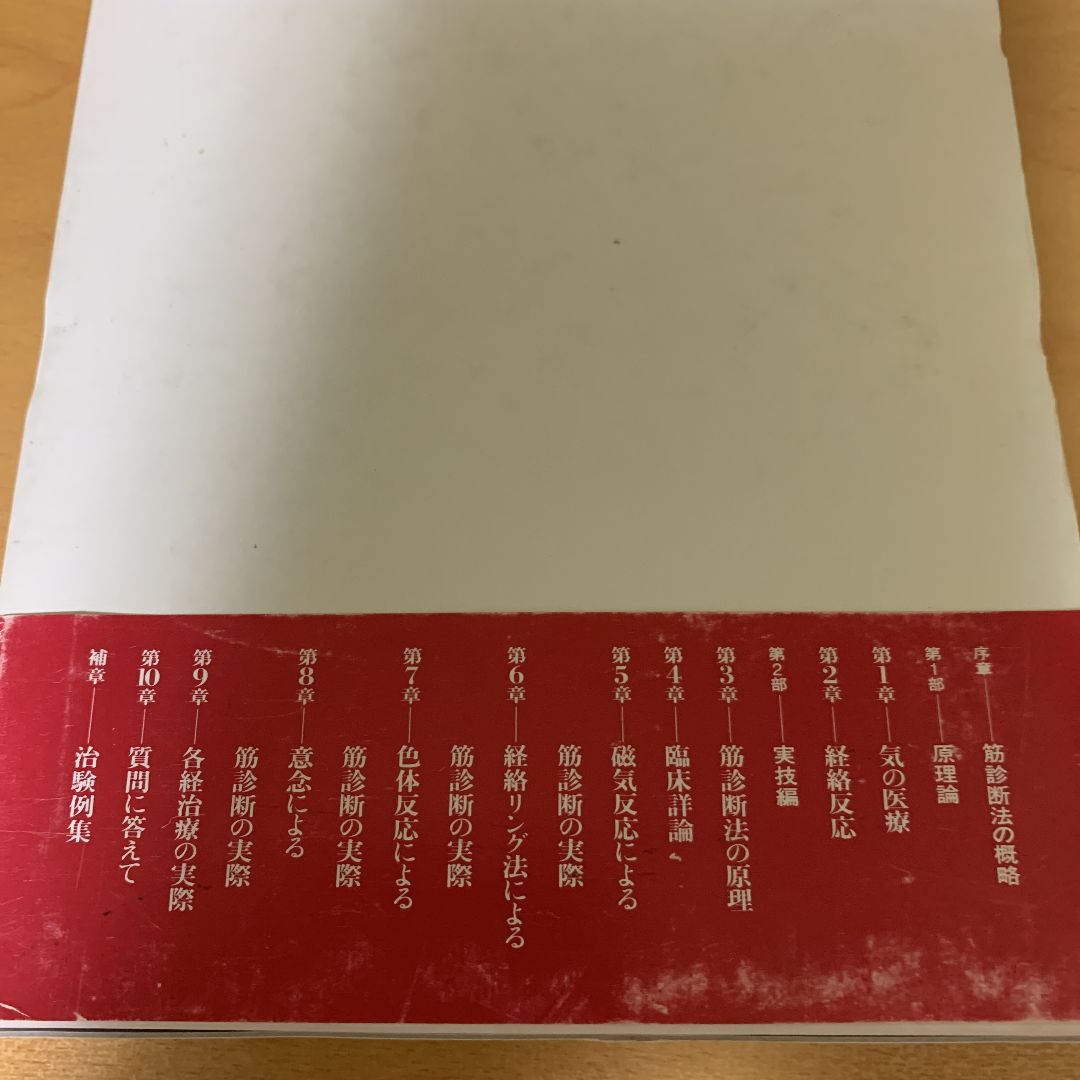 序章――筋診断法の概略
第1部――原理論
第1章――気の医療
第2章――経絡反応
第2部――実技編
第3章――筋診断法の原理
第4章――臨床詳論
第5章――磁気反応による
筋診断の実際
第6章――経絡リング法による
筋診断の実際
第7章――色体反応による
筋診断の実際
第8章――意念による
筋診断の実際
第9章――各経治療の実際
第10章――質問に答えて
補章――治験例集